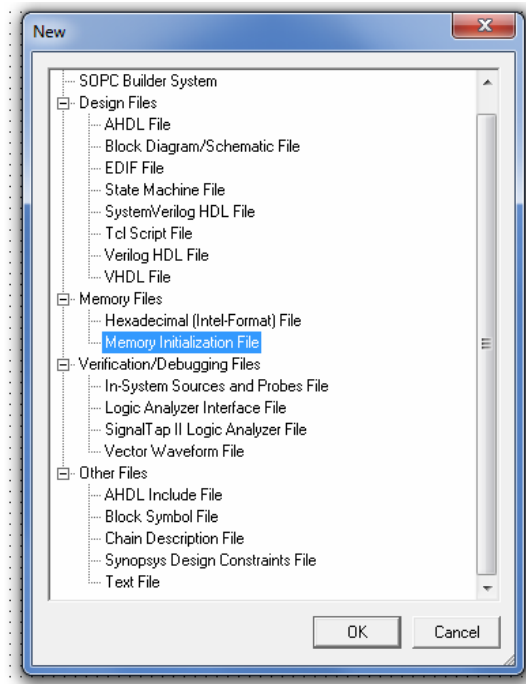 New
SOPC Builder System
Design Files
AHDL File
Block Diagram/Schematic File
EDIF File
State Machine File
SystemVerilog HDL File
Tcl Script File
Verilog HDL File
VHDL File
Memory Files
Hexadecimal (Intel-Format) File
Memory Initialization File
Verification/Debugging Files
In-System Sources and Probes File
Logic Analyzer Interface File
SignalTap II Logic Analyzer File
Vector Waveform File
Other Files
AHDL Include File
Block Symbol File
Chain Description File
Synopsys Design Constraints File
Text File
OK Cancel